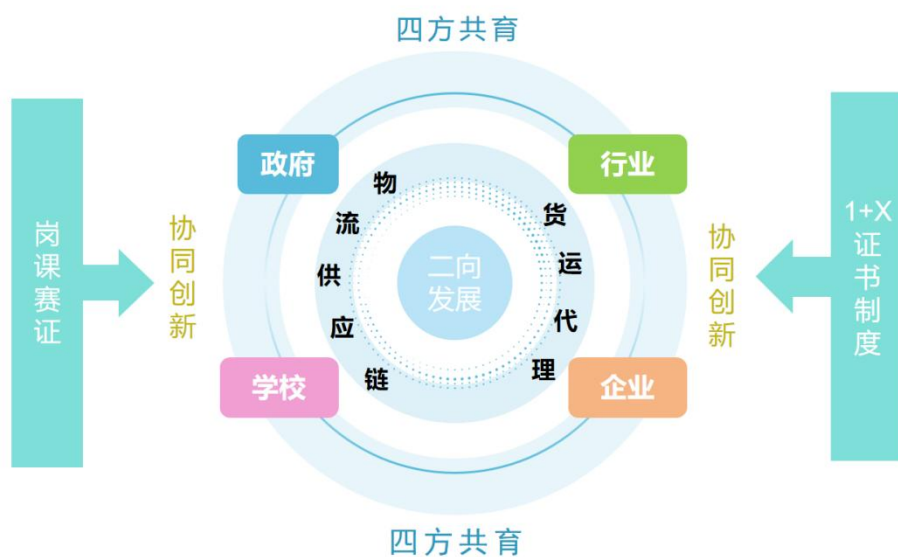 四方共育
政府
行业
物流供应链
货运代理
二向
发展
岗课赛证
协同创新
协同创新
1+X
证书制度
学校
企业
四方共育